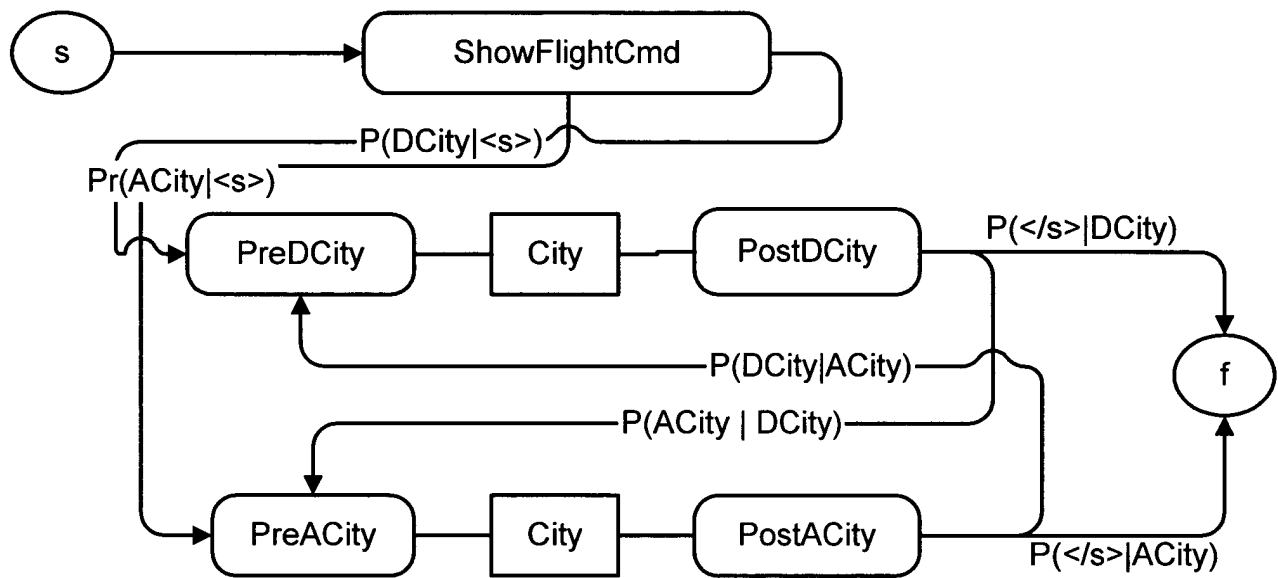 s
ShowFlightCmd
P(DCity|<s>)
Pr(ACity|<s>)
PreDCity
City
PostDCity
P(</s>|DCity)
P(DCity|ACity)
f
P(ACity | DCity)
PreACity
City
PostACity
P(</s>|ACity)